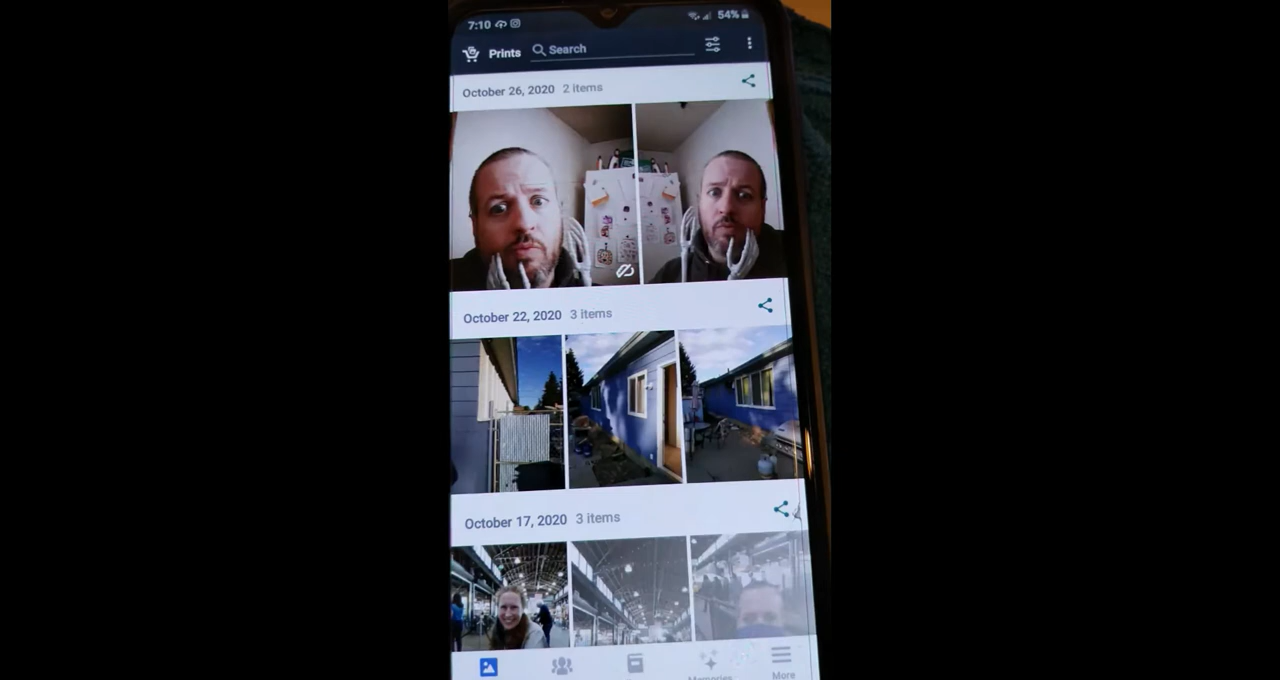 7:10 54%
Prints Search
October 26, 2020 2 items
October 22, 2020 3 items
October 17, 2020 3 items
Memories More